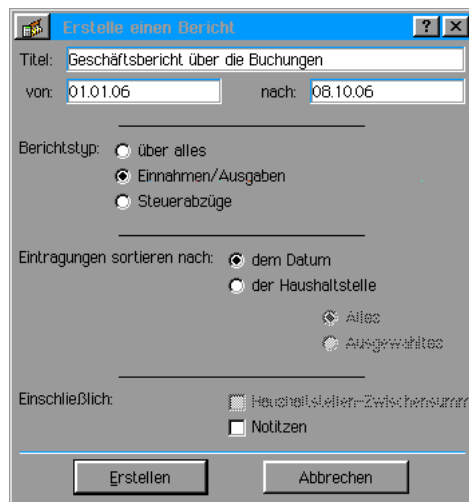 Erstelle einen Bericht
Titel: Geschäftsbericht über die Buchungen
von: 01.01.06 nach: 08.10.06
Berichtstyp: über alles
Einnahmen/Ausgaben
Steuerabzüge
Eintragungen sortieren nach: dem Datum
der Haushaltstelle
Alles
Ausgewähltes
Einschließlich: Haushaltstellen-Zwischensumm
Notitzen
Erstellen Abbrechen